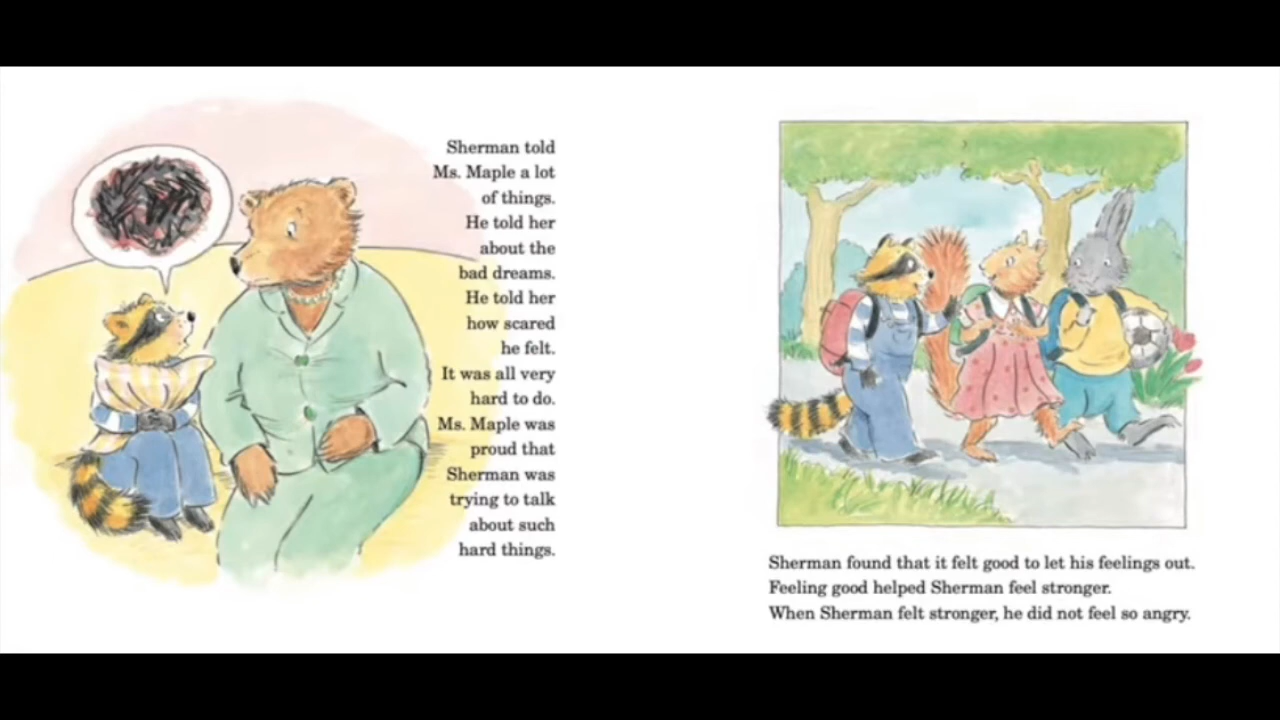 Sherman told
Ms. Maple a lot
of things.
He told her
about the
bad dreams.
He told her
how scared
he felt.
It was all very
hard to do.
Ms. Maple was
proud that
Sherman was
trying to talk
about such
hard things.
Sherman found that it felt good to let his feelings out.
Feeling good helped Sherman feel stronger.
When Sherman felt stronger, he did not feel so angry.